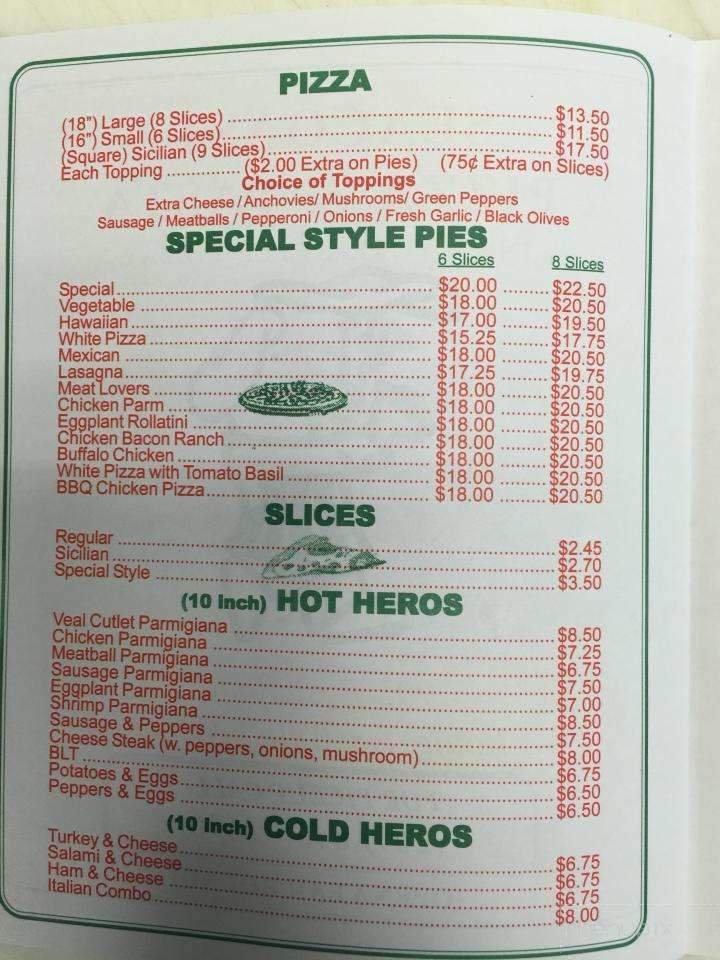 PIZZA
(18") Large (8 Slices) ........ $13.50
(16") Small (6 Slices) ........ $11.50
(Square) Sicilian (9 Slices) ........ $17.50
Each Topping ........ ($2.00 Extra on Pies) (75¢ Extra on Slices)
Choice of Toppings
Extra Cheese / Anchovies/ Mushrooms/ Green Peppers
Sausage / Meatballs / Pepperoni / Onions / Fresh Garlic / Black Olives
SPECIAL STYLE PIES
6 Slices 8 Slices
Special ........ $20.00 ........ $22.50
Vegetable ........ $18.00 ........ $20.50
Hawaiian ........ $17.00 ........ $19.50
White Pizza ........ $15.25 ........ $17.75
Mexican ........ $18.00 ........ $20.50
Lasagna ........ $17.25 ........ $19.75
Meat Lovers ........ $18.00 ........ $20.50
Chicken Parm ........ $18.00 ........ $20.50
Eggplant Rollatini ........ $18.00 ........ $20.50
Chicken Bacon Ranch ........ $18.00 ........ $20.50
Buffalo Chicken ........ $18.00 ........ $20.50
White Pizza with Tomato Basil ........ $18.00 ........ $20.50
BBQ Chicken Pizza ........ $18.00 ........ $20.50
SLICES
Regular ........ $2.45
Sicilian ........ $2.70
Special Style ........ $3.50
(10 Inch) HOT HEROS
Veal Cutlet Parmigiana ........ $8.50
Chicken Parmigiana ........ $7.25
Meatball Parmigiana ........ $6.75
Sausage Parmigiana ........ $7.50
Eggplant Parmigiana ........ $7.00
Shrimp Parmigiana ........ $8.50
Sausage & Peppers ........ $7.50
Cheese Steak (w. peppers, onions, mushroom) ........ $8.00
BLT ........ $6.75
Potatoes & Eggs ........ $6.50
Peppers & Eggs ........ $6.50
(10 Inch) COLD HEROS
Turkey & Cheese ........ $6.75
Salami & Cheese ........ $6.75
Ham & Cheese ........ $6.75
Italian Combo ........ $8.00